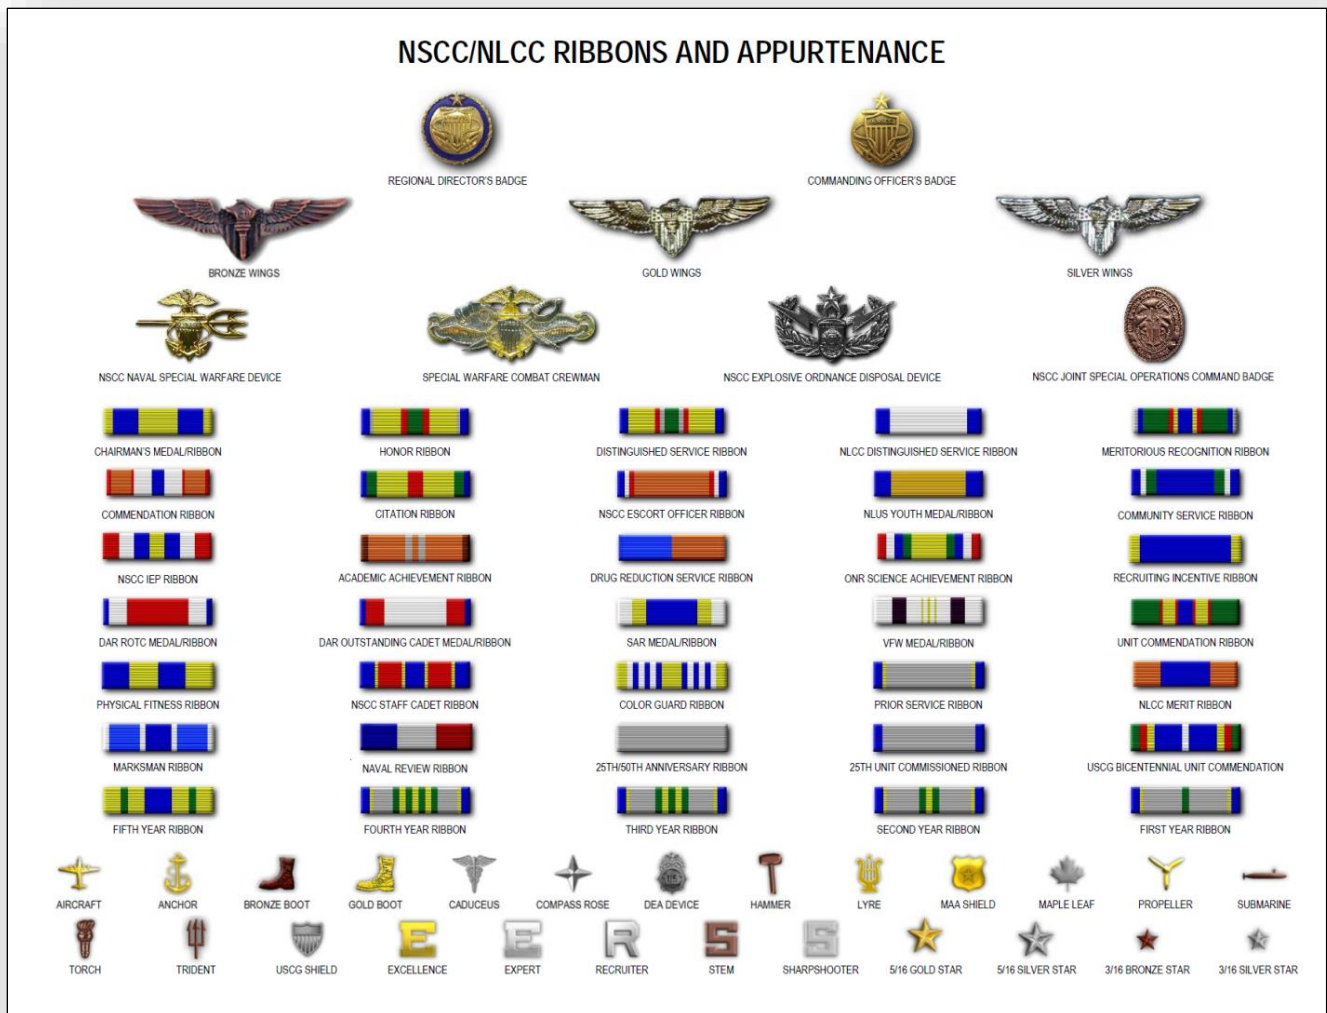 NSCC/NLCC RIBBONS AND APPURTENANCE
REGIONAL DIRECTOR'S BADGE
COMMANDING OFFICER'S BADGE
BRONZE WINGS
GOLD WINGS
SILVER WINGS
NSCC NAVAL SPECIAL WARFARE DEVICE
SPECIAL WARFARE COMBAT CREWMAN
NSCC EXPLOSIVE ORDNANCE DISPOSAL DEVICE
NSCC JOINT SPECIAL OPERATIONS COMMAND BADGE
CHAIRMAN'S MEDAL/RIBBON
HONOR RIBBON
DISTINGUISHED SERVICE RIBBON
NLCC DISTINGUISHED SERVICE RIBBON
MERITORIOUS RECOGNITION RIBBON
COMMENDATION RIBBON
CITATION RIBBON
NSCC ESCORT OFFICER RIBBON
NLUS YOUTH MEDAL/RIBBON
COMMUNITY SERVICE RIBBON
NSCC IEP RIBBON
ACADEMIC ACHIEVEMENT RIBBON
DRUG REDUCTION SERVICE RIBBON
ONR SCIENCE ACHIEVEMENT RIBBON
RECRUITING INCENTIVE RIBBON
DAR ROTC MEDAL/RIBBON
DAR OUTSTANDING CADET MEDAL/RIBBON
SAR MEDAL/RIBBON
VFW MEDAL/RIBBON
UNIT COMMENDATION RIBBON
PHYSICAL FITNESS RIBBON
NSCC STAFF CADET RIBBON
COLOR GUARD RIBBON
PRIOR SERVICE RIBBON
NLCC MERIT RIBBON
MARKSMAN RIBBON
NAVAL REVIEW RIBBON
25TH/50TH ANNIVERSARY RIBBON
25TH UNIT COMMISSIONED RIBBON
USCG BICENTENNIAL UNIT COMMENDATION
FIFTH YEAR RIBBON
FOURTH YEAR RIBBON
THIRD YEAR RIBBON
SECOND YEAR RIBBON
FIRST YEAR RIBBON
AIRCRAFT
ANCHOR
BRONZE BOOT
GOLD BOOT
CADUCEUS
COMPASS ROSE
DEA DEVICE
HAMMER
LYRE
MAA SHIELD
MAPLE LEAF
PROPELLER
SUBMARINE
E
E
R
S
S
TORCH
TRIDENT
USCG SHIELD
EXCELLENCE
EXPERT
RECRUITER
STEM
SHARPSHOOTER
5/16 GOLD STAR
5/16 SILVER STAR
3/16 BRONZE STAR
3/16 SILVER STAR